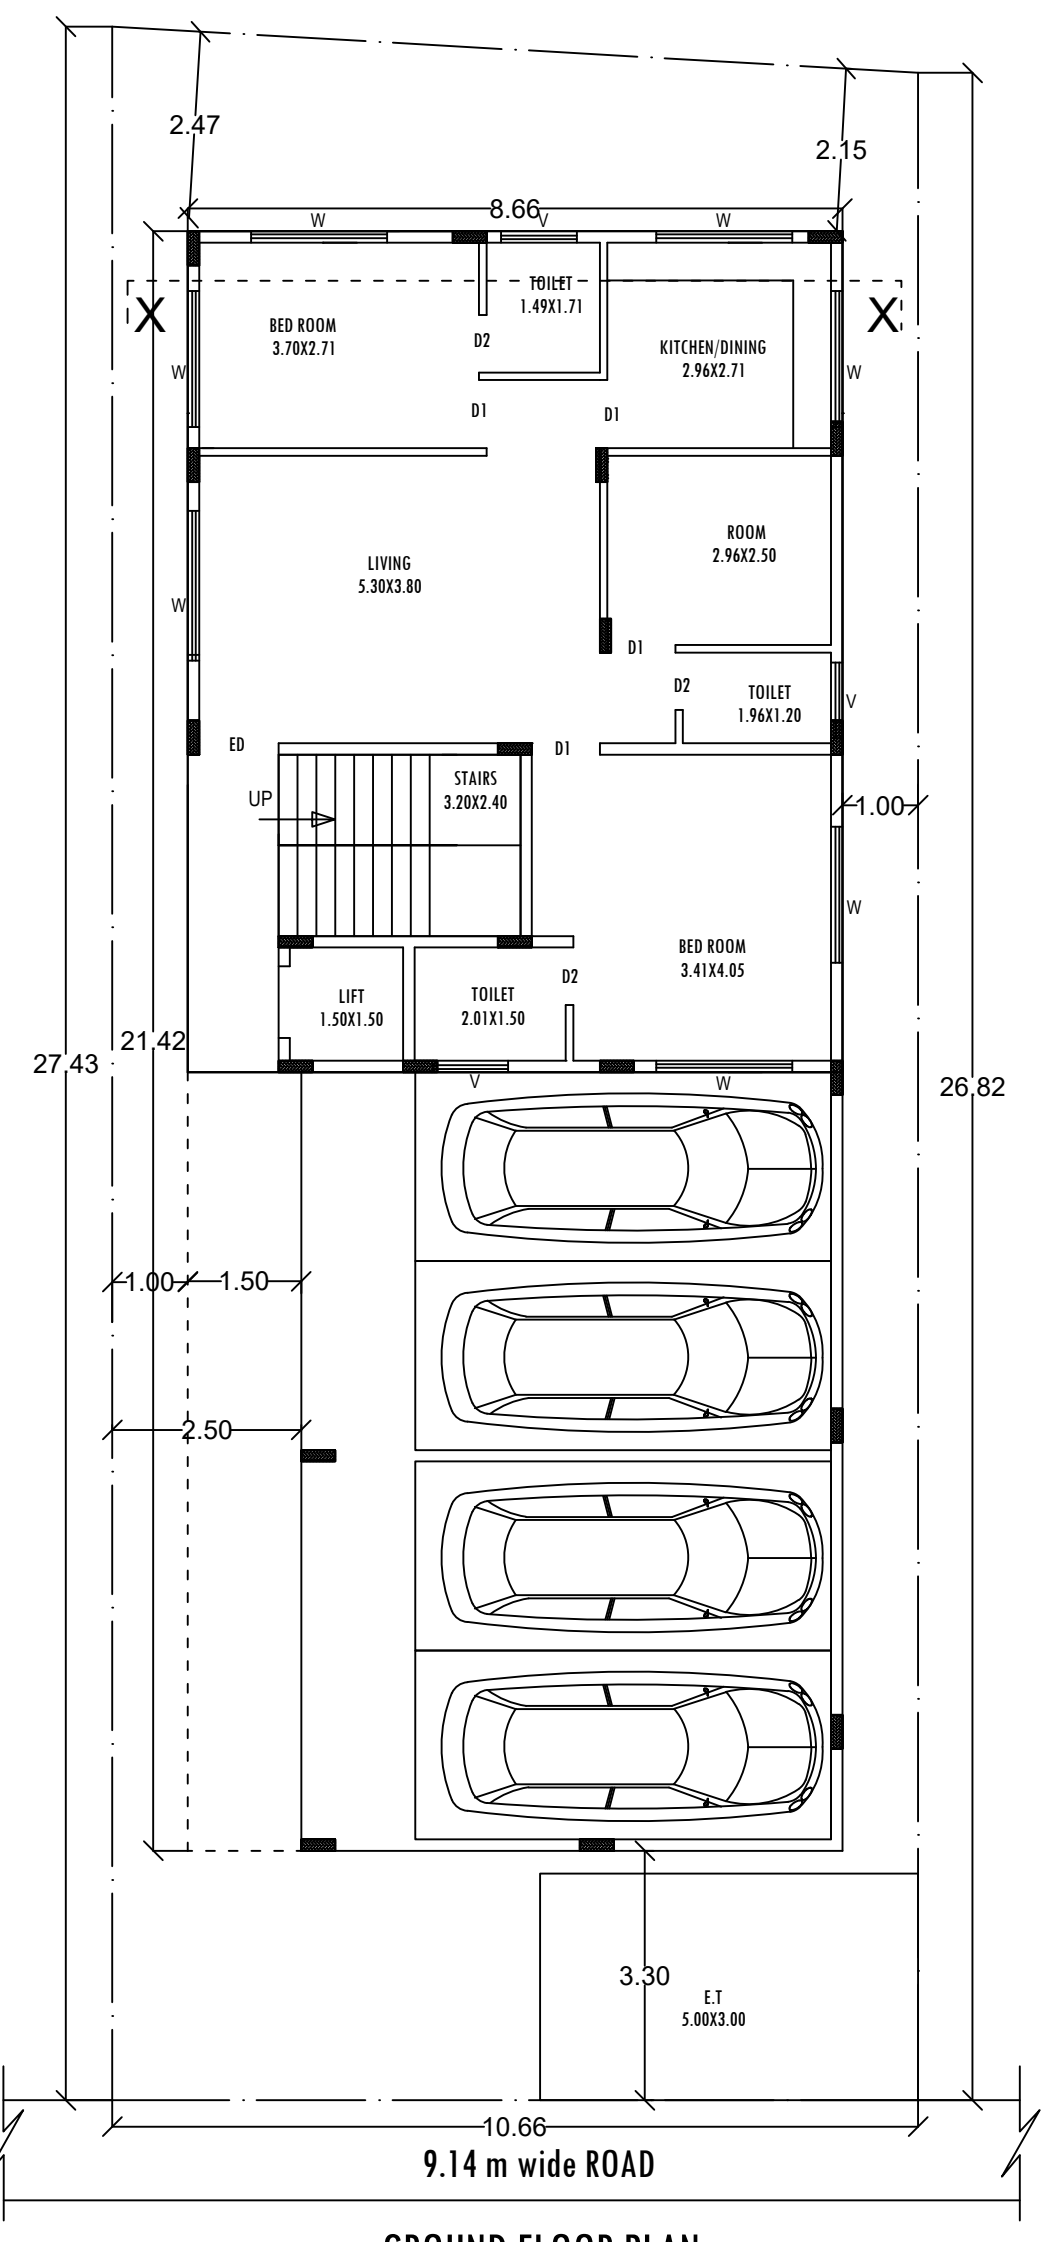 2.47
2.15
8.66
W
V
W
TOILET
1.49X1.71
X
X
BED ROOM
3.70X2.71
D2
KITCHEN/DINING
2.96X2.71
W
W
D1
D1
ROOM
2.96X2.50
LIVING
5.30X3.80
W
D1
D2
TOILET
1.96X1.20
V
ED
D1
STAIRS
3.20X2.40
UP
1.00
W
BED ROOM
3.41X4.05
D2
LIFT
1.50X1.50
TOILET
2.01X1.50
21.42
27.43
26.82
V
W
1.00
1.50
2.50
3.30
E.T
5.00X3.00
10.66
9.14 m wide ROAD
GROUND FLOOR PLAN